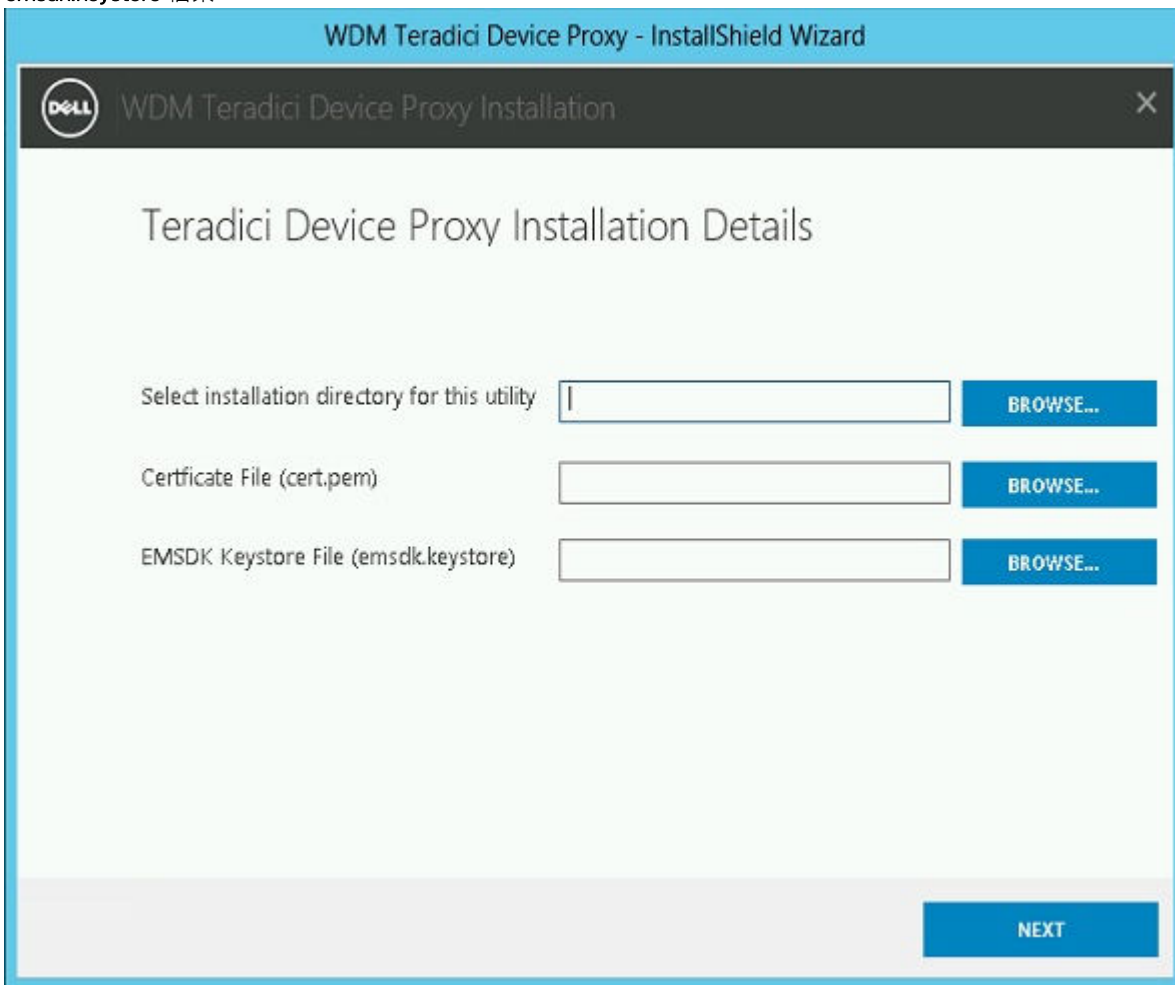 WDM Teradici Device Proxy - InstallShield Wizard
DELL WDM Teradici Device Proxy Installation
Teradici Device Proxy Installation Details
Select installation directory for this utility BROWSE...
Certficate File (cert.pem) BROWSE...
EMSDK Keystore File (emsdk.keystore) BROWSE...
NEXT